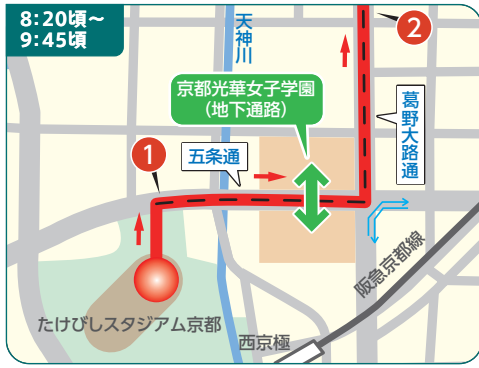 8:20頃〜
9:45頃
天神川
2
京都光華女子学園
(地下通路)
葛野大路通
1
五条通
阪急京都線
たけびしスタジアム京都
西京極